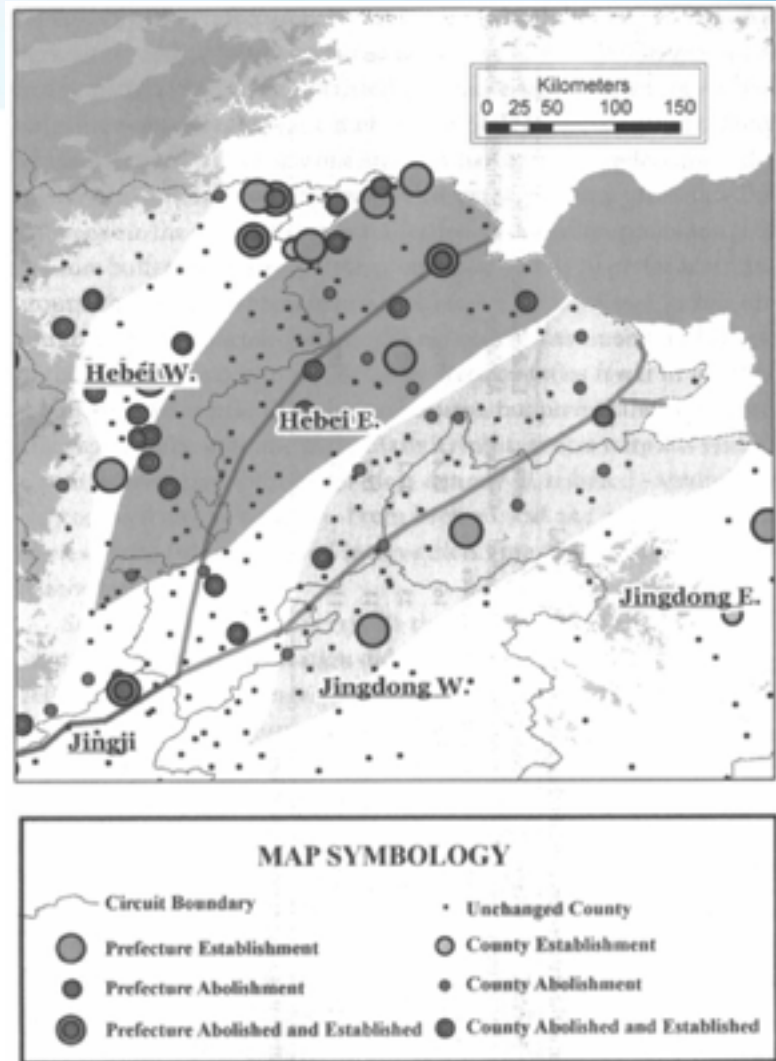 Kilometers
0 25 50 100 150
Hebei W.
Hebei E.
Jingdong E.
Jingdong W.
Jingji
MAP SYMBOLOGY
Circuit Boundary
Unchanged County
Prefecture Establishment
County Establishment
Prefecture Abolishment
County Abolishment
Prefecture Abolished and Established
County Abolished and Established